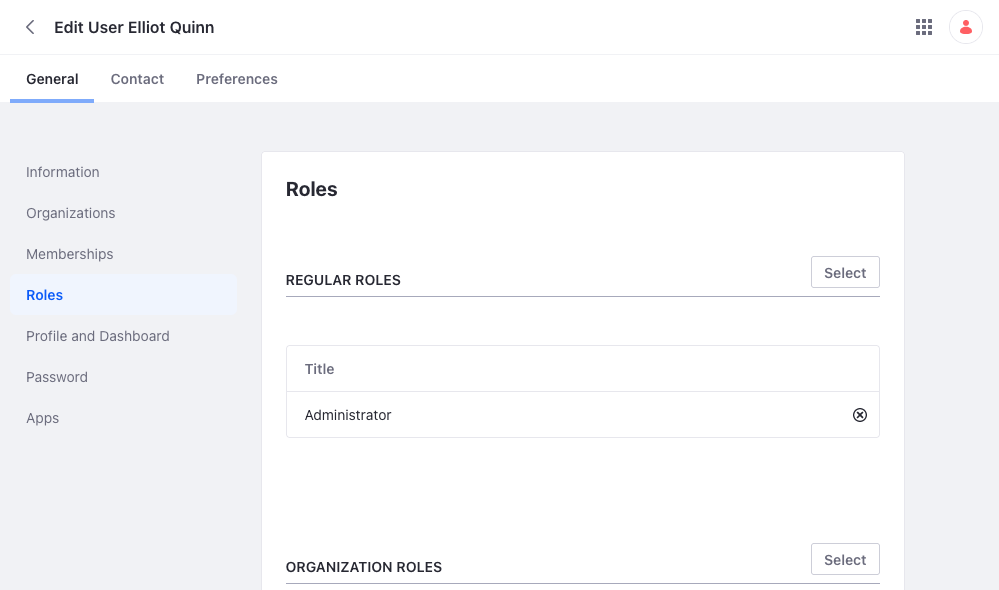 Edit User Elliot Quinn
General
Contact
Preferences
Information
Organizations
Memberships
Roles
Profile and Dashboard
Password
Apps
Roles
REGULAR ROLES
Select
Title
Administrator
ORGANIZATION ROLES
Select